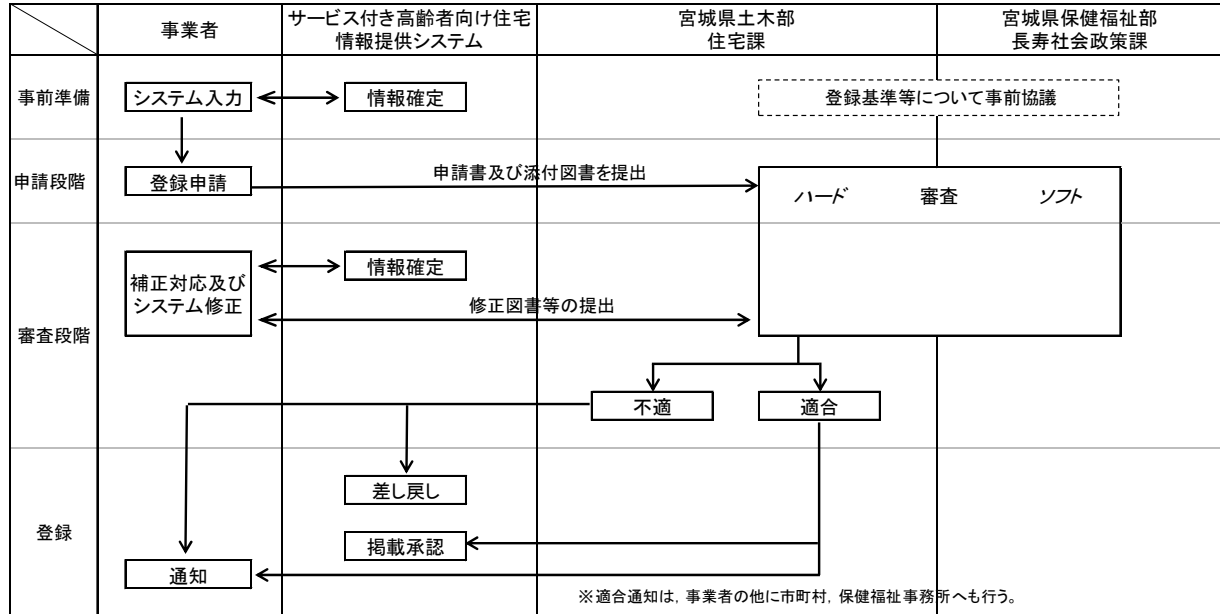 事業者
サービス付き高齢者向け住宅
情報提供システム
宮城県土木部
住宅課
宮城県保健福祉部
長寿社会政策課
事前準備
システム入力
情報確定
登録基準等について事前協議
申請段階
登録申請
申請書及び添付図書を提出
ハード
審査
ソフト
審査段階
補正対応及び
システム修正
情報確定
修正図書等の提出
不適
適合
登録
差し戻し
掲載承認
通知
※適合通知は, 事業者の他に市町村, 保健福祉事務所へも行う。